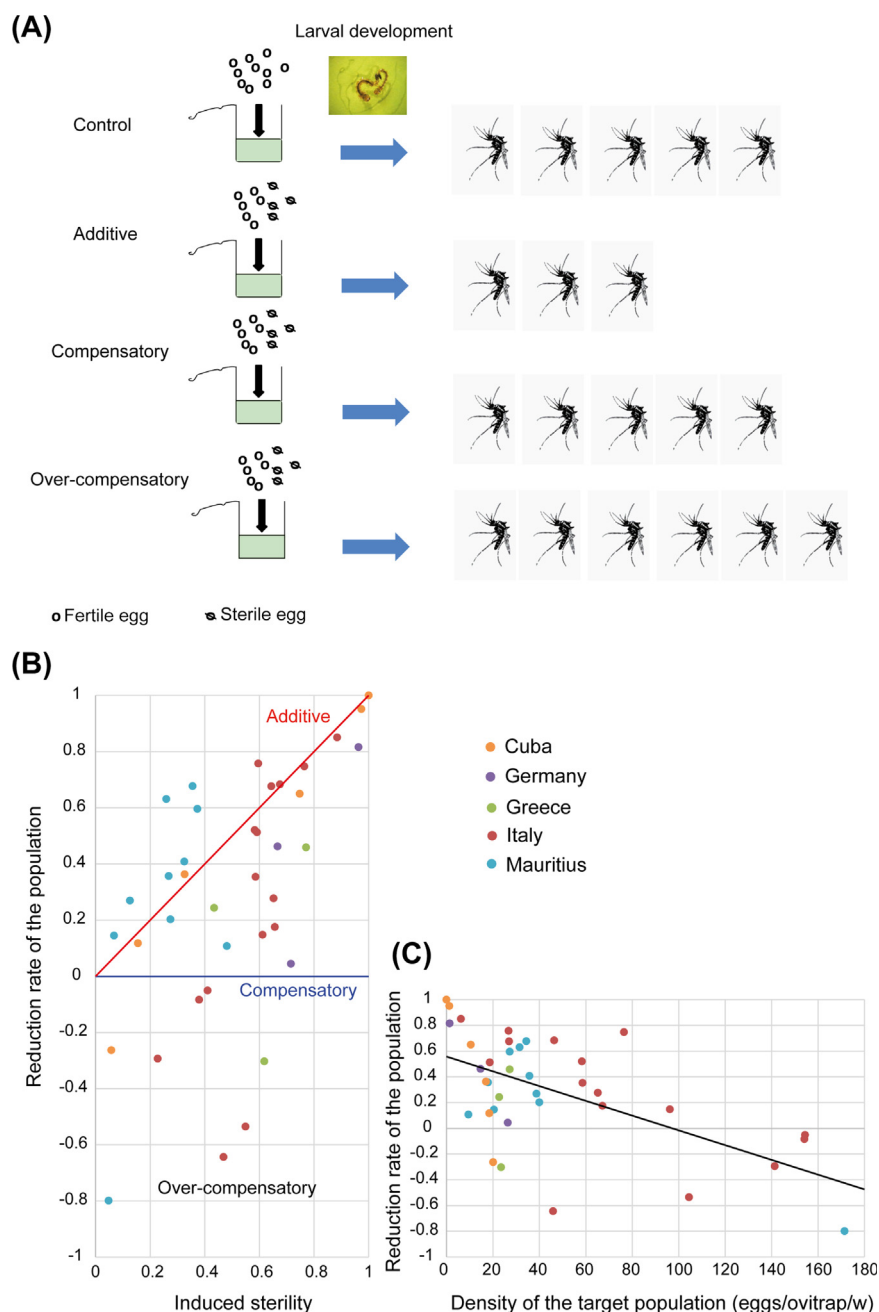 (A)
Larval development
Control
Additive
Compensatory
Over-compensatory
o Fertile egg
ø Sterile egg
(B)
Reduction rate of the population
1
0.8
0.6
0.4
0.2
0
-0.2
-0.4
-0.6
-0.8
-1
Additive
Compensatory
Over-compensatory
0 0.2 0.4 0.6 0.8 1
Induced sterility
Cuba
Germany
Greece
Italy
Mauritius
(C)
Reduction rate of the population
1
0.8
0.6
0.4
0.2
0
-0.2
-0.4
-0.6
-0.8
-1
0 20 40 60 80 100 120 140 160 180
Density of the target population (eggs/ovitrap/w)